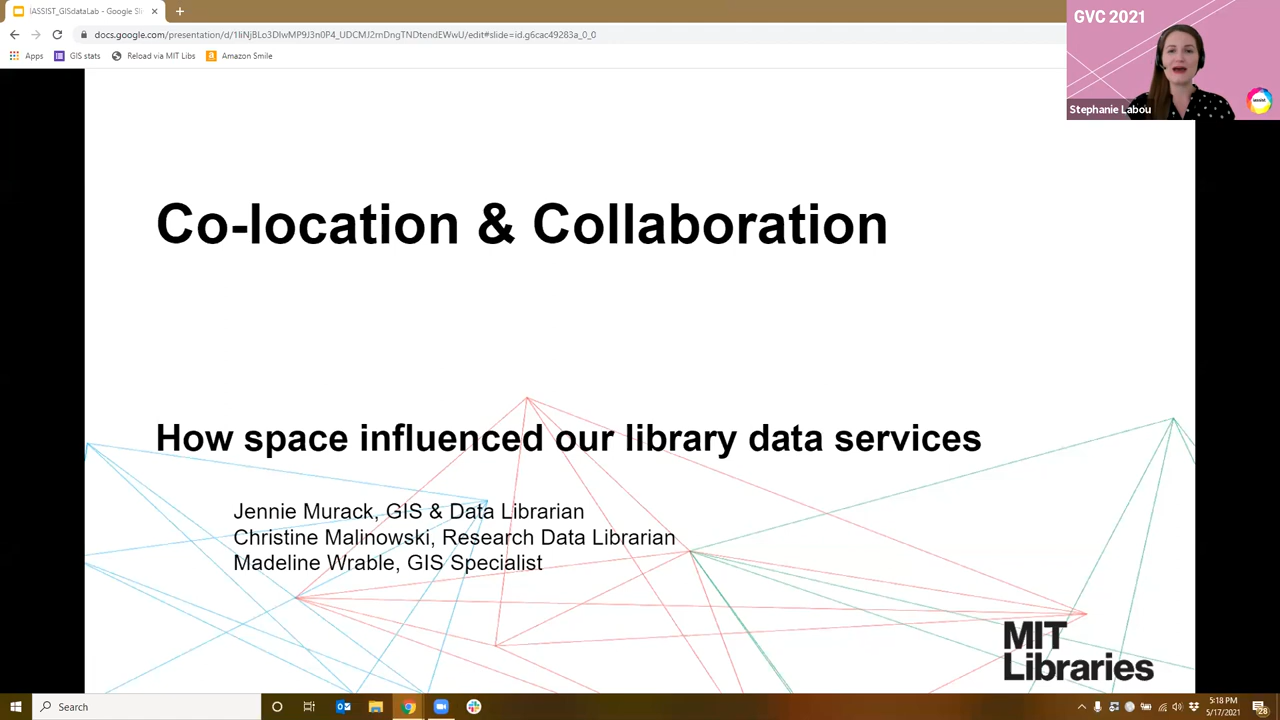 IASSIST_GISdataLab - Google Sli
docs.google.com/presentation/d/1liNjBLo3DIwMP9J3n0P4_UDCMJ2mDngTNDtendEWwU/edit#slide=id.g6cac49283a_0_0
Apps GIS stats Reload via MIT Libs Amazon Smile
GVC 2021
Stephanie Labou
Co-location & Collaboration
How space influenced our library data services
Jennie Murack, GIS & Data Librarian
Christine Malinowski, Research Data Librarian
Madeline Wrable, GIS Specialist
MIT
Libraries
Search
5:18 PM
5/17/2021
28